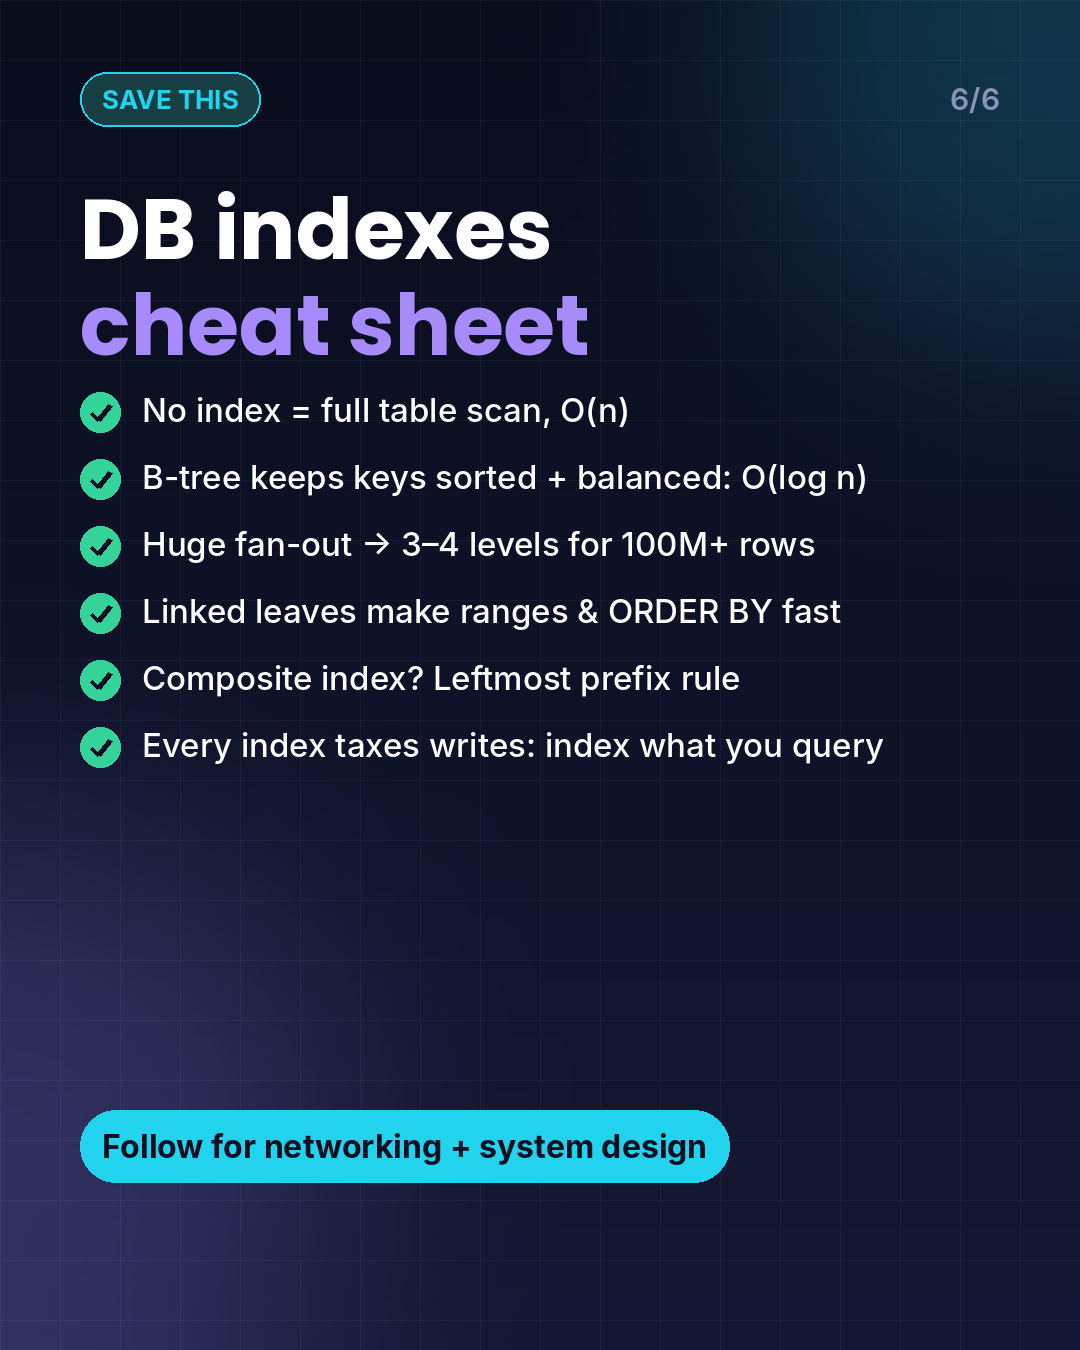 SAVE THIS
6/6
DB indexes
cheat sheet
No index = full table scan, O(n)
B-tree keeps keys sorted + balanced: O(log n)
Huge fan-out → 3–4 levels for 100M+ rows
Linked leaves make ranges & ORDER BY fast
Composite index? Leftmost prefix rule
Every index taxes writes: index what you query
Follow for networking + system design